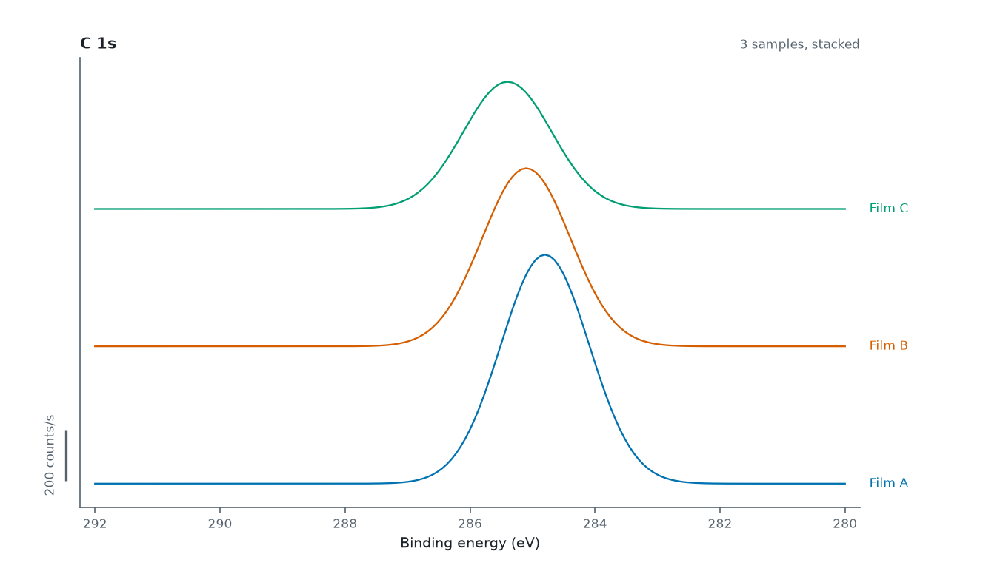 C 1s
3 samples, stacked
Film C
Film B
Film A
200 counts/s
292 290 288 286 284 282 280
Binding energy (eV)